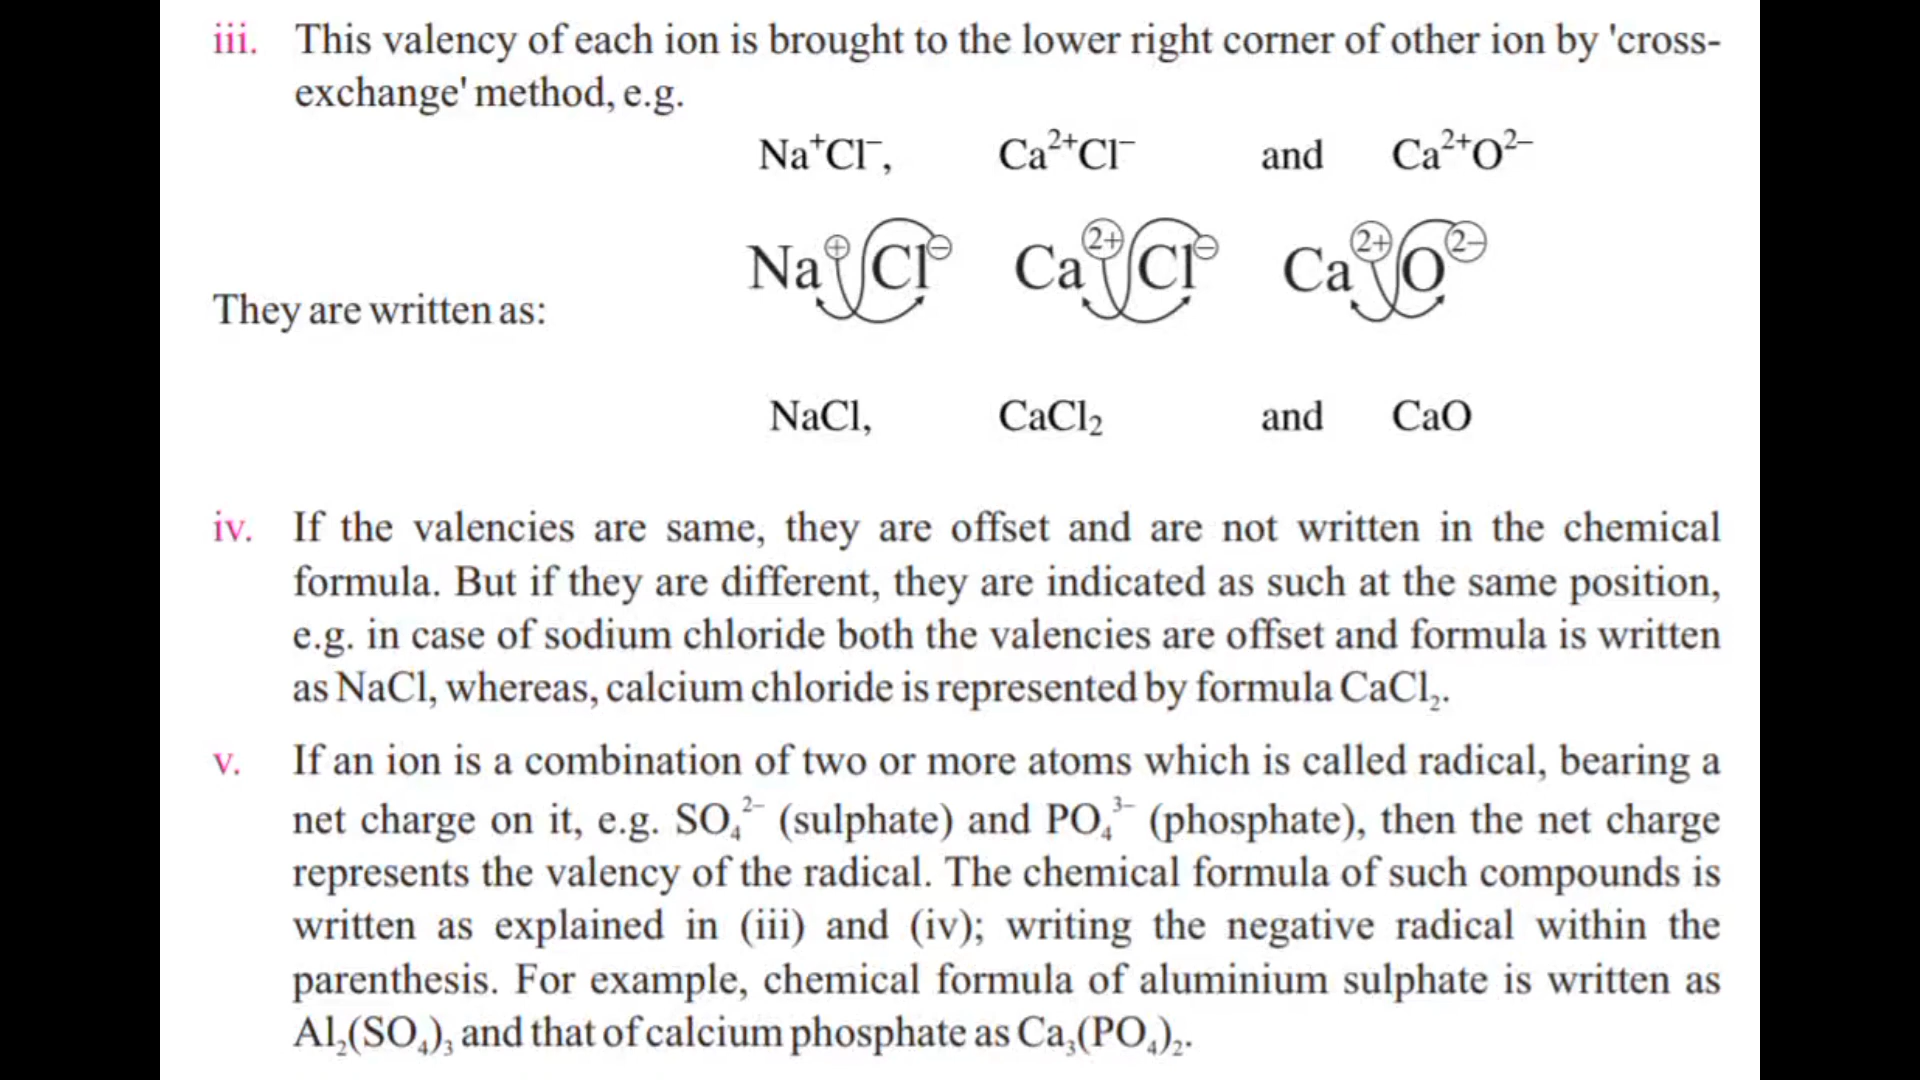 iii. This valency of each ion is brought to the lower right corner of other ion by 'cross-
exchange' method, e.g.
Na⁺Cl⁻, Ca²⁺Cl⁻ and Ca²⁺O²⁻
Na⊕ Cl⊖ Ca2+ Cl⊖ Ca2+ O2−
They are written as:
NaCl, CaCl₂ and CaO
iv. If the valencies are same, they are offset and are not written in the chemical
formula. But if they are different, they are indicated as such at the same position,
e.g. in case of sodium chloride both the valencies are offset and formula is written
as NaCl, whereas, calcium chloride is represented by formula CaCl₂.
v. If an ion is a combination of two or more atoms which is called radical, bearing a
net charge on it, e.g. SO₄²⁻ (sulphate) and PO₄³⁻ (phosphate), then the net charge
represents the valency of the radical. The chemical formula of such compounds is
written as explained in (iii) and (iv); writing the negative radical within the
parenthesis. For example, chemical formula of aluminium sulphate is written as
Al₂(SO₄)₃ and that of calcium phosphate as Ca₃(PO₄)₂.